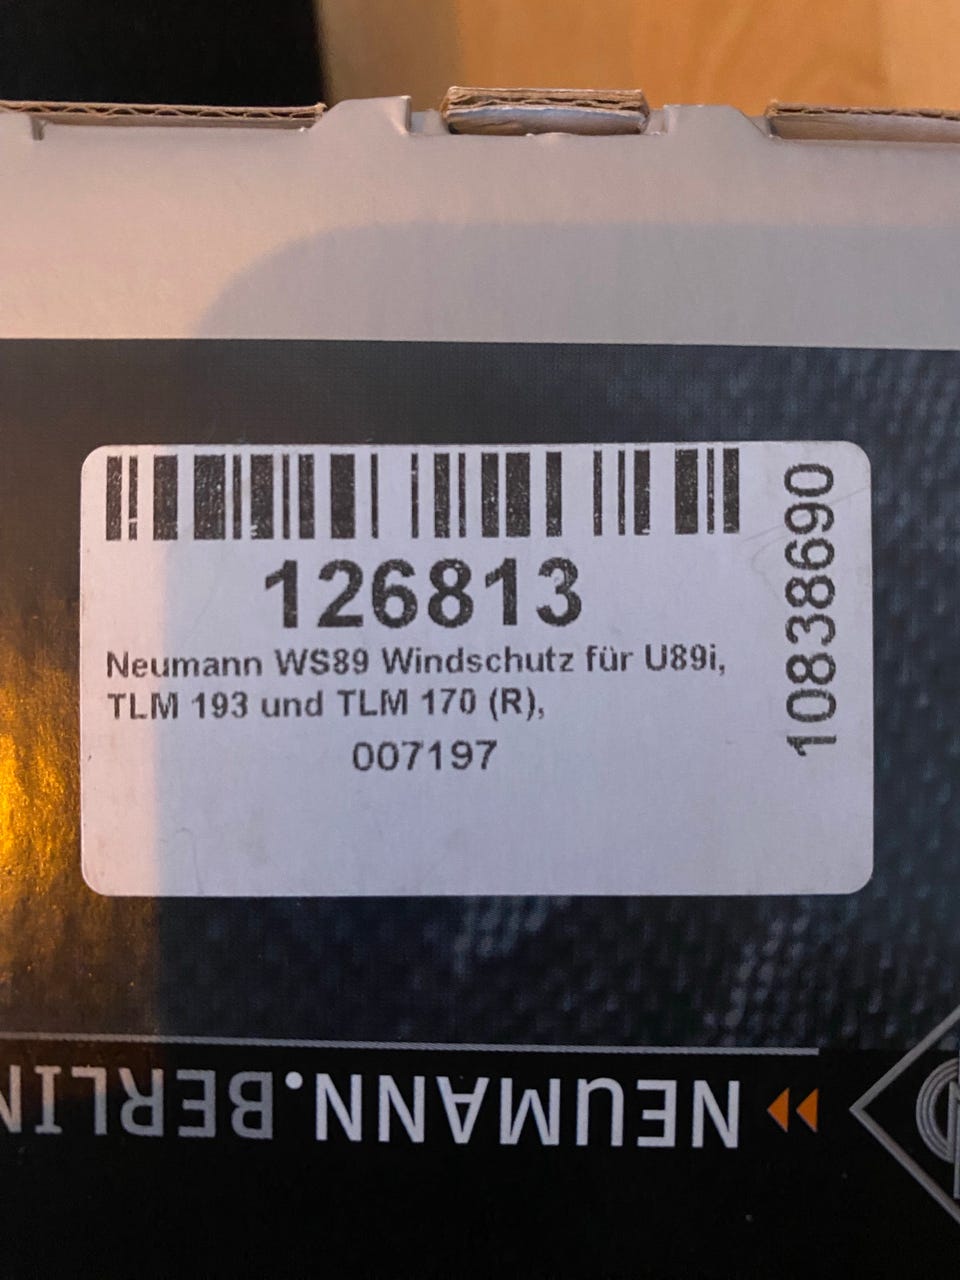 126813
Neumann WS89 Windschutz für U89i,
TLM 193 und TLM 170 (R),
007197
10838690
NEUMANN.BERLIN